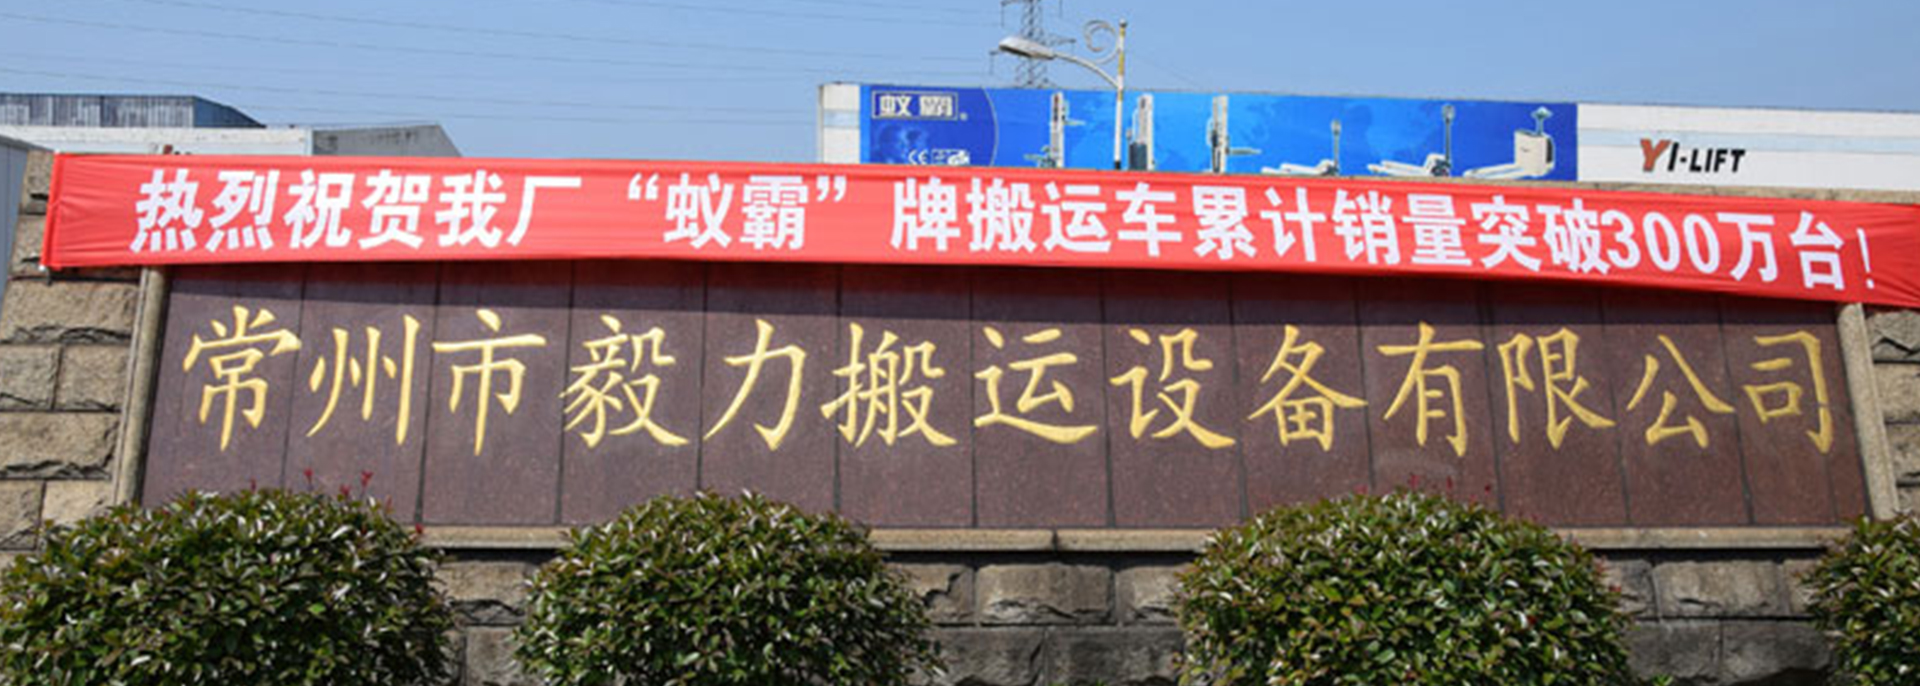 蚁霸
YI-LIFT
热烈祝贺我厂“蚁霸”牌搬运车累计销量突破300万台！
常州市毅力搬运设备有限公司